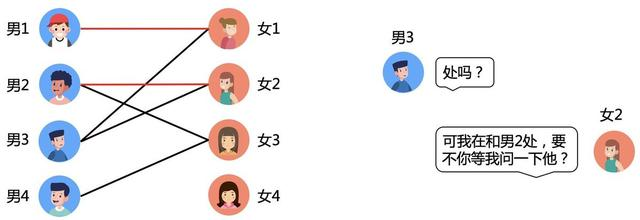 男1
女1
男2
女2
男3
女3
男4
女4
男3
处吗？
女2
可我在和男2处，要
不你等我问一下他？